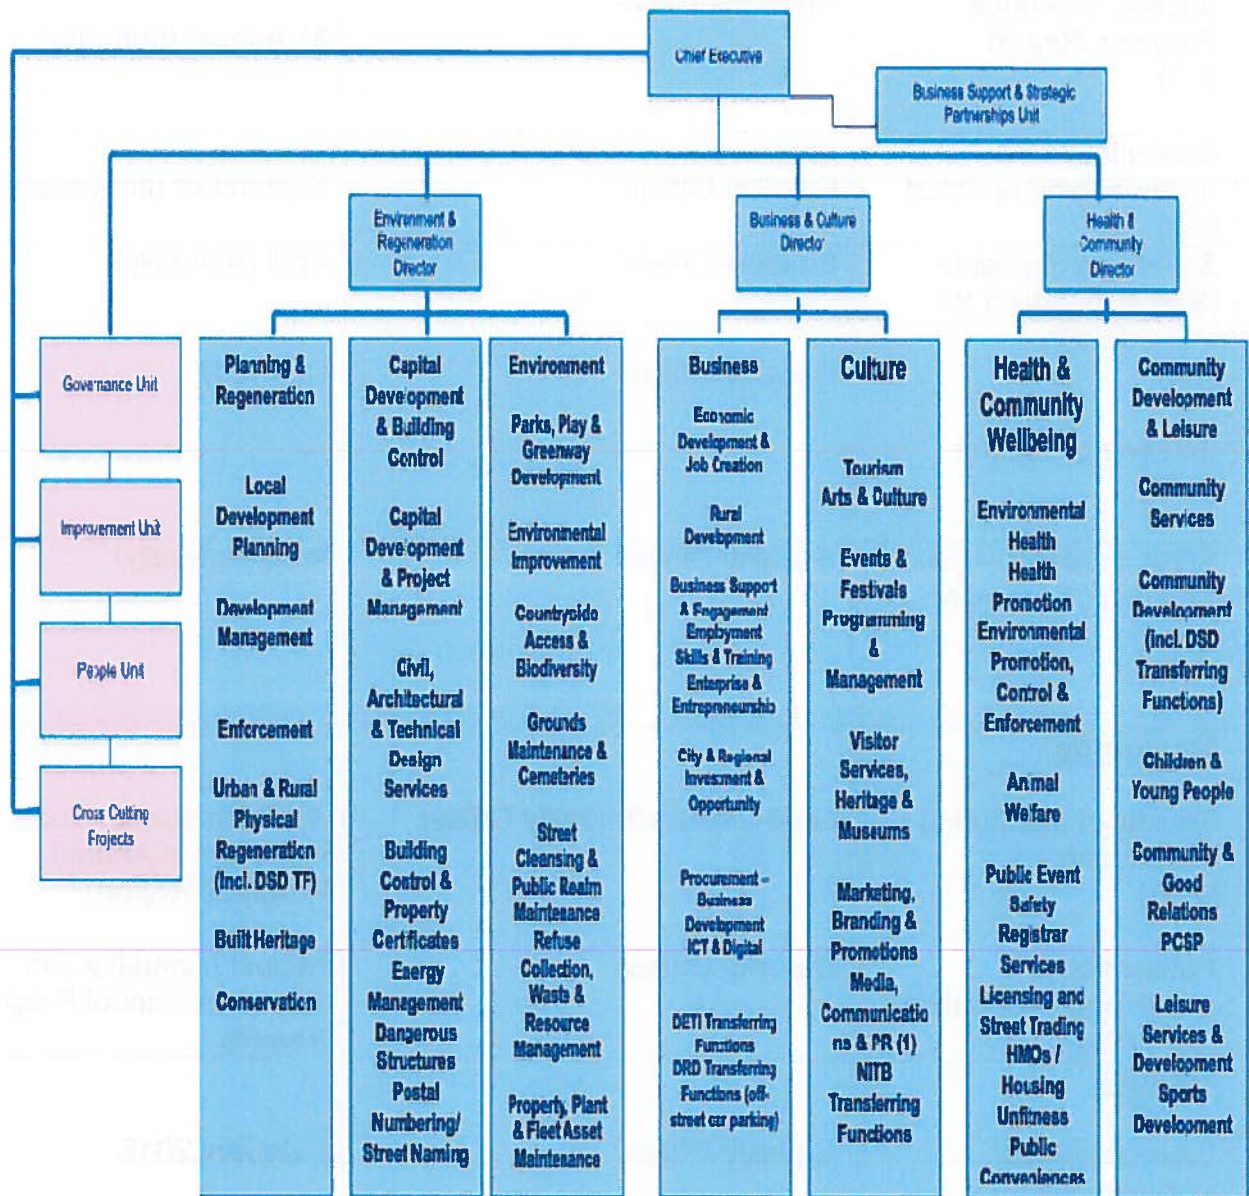 Chief Executive
Business Support & Strategic
Partnerships Unit
Environment &
Regeneration
Director
Business & Culture
Director
Health &
Community
Director
Governance Unit
Improvement Unit
People Unit
Cross Cutting
Projects
Planning &
Regeneration
Local
Development
Planning
Development
Management
Enforcement
Urban & Rural
Physical
Regeneration
(Incl. DSD TF)
Built Heritage
Conservation
Capital
Development
& Building
Control
Capital
Development
& Project
Management
Civil,
Architectural
& Technical
Design
Services
Building
Control &
Property
Certificates
Energy
Management
Dangerous
Structures
Postal
Numbering/
Street Naming
Environment
Parks, Play &
Greenway
Development
Environmental
Improvement
Countryside
Access &
Biodiversity
Grounds
Maintenance &
Cemeteries
Street
Cleansing &
Public Realm
Maintenance
Refuse
Collection,
Waste &
Resource
Management
Property, Plant
& Fleet Asset
Maintenance
Business
Economic
Development &
Job Creation
Rural
Development
Business Support
& Engagement
Employment
Skills & Training
Enterprise &
Entrepreneurship
City & Regional
Investment &
Opportunity
Procurement –
Business
Development
ICT & Digital
DETI Transferring
Functions
DRD Transferring
Functions (off-
street car parking)
Culture
Tourism
Arts & Culture
Events &
Festivals
Programming
&
Management
Visitor
Services,
Heritage &
Museums
Marketing,
Branding &
Promotions
Media,
Communicatio
ns & PR (1)
NITB
Transferring
Functions
Health &
Community
Wellbeing
Environmental
Health
Health
Promotion
Environmental
Promotion,
Control &
Enforcement
Animal
Welfare
Public Event
Safety
Registrar
Services
Licensing and
Street Trading
HMOs /
Housing
Unfitness
Public
Conveniences
Community
Development
& Leisure
Community
Services
Community
Development
(Incl. DSD
Transferring
Functions)
Children &
Young People
Community &
Good
Relations
PCSP
Leisure
Services &
Development
Sports
Development